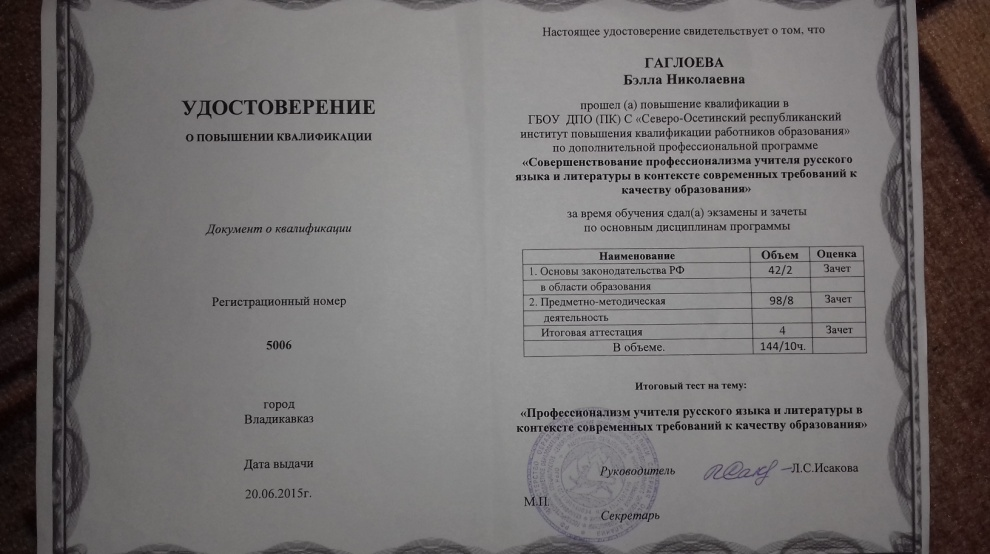 УДОСТОВЕРЕНИЕ
О ПОВЫШЕНИИ КВАЛИФИКАЦИИ
Документ о квалификации
Регистрационный номер
5006
город
Владикавказ
Дата выдачи
20.06.2015г.
Настоящее удостоверение свидетельствует о том, что
ГАГЛОЕВА
Бэлла Николаевна
прошел (а) повышение квалификации в
ГБОУ ДПО (ПК) С «Северо-Осетинский республиканский
институт повышения квалификации работников образования»
по дополнительной профессиональной программе
«Совершенствование профессионализма учителя русского
языка и литературы в контексте современных требований к
качеству образования»
за время обучения сдал(а) экзамены и зачеты
по основным дисциплинам программы
Наименование Объем Оценка
1. Основы законодательства РФ 42/2 Зачет
в области образования
2. Предметно-методическая 98/8 Зачет
деятельность
Итоговая аттестация 4 Зачет
В объеме. 144/10ч.
Итоговый тест на тему:
«Профессионализм учителя русского языка и литературы в
контексте современных требований к качеству образования»
Руководитель Л.С.Исакова
М.П.
Секретарь